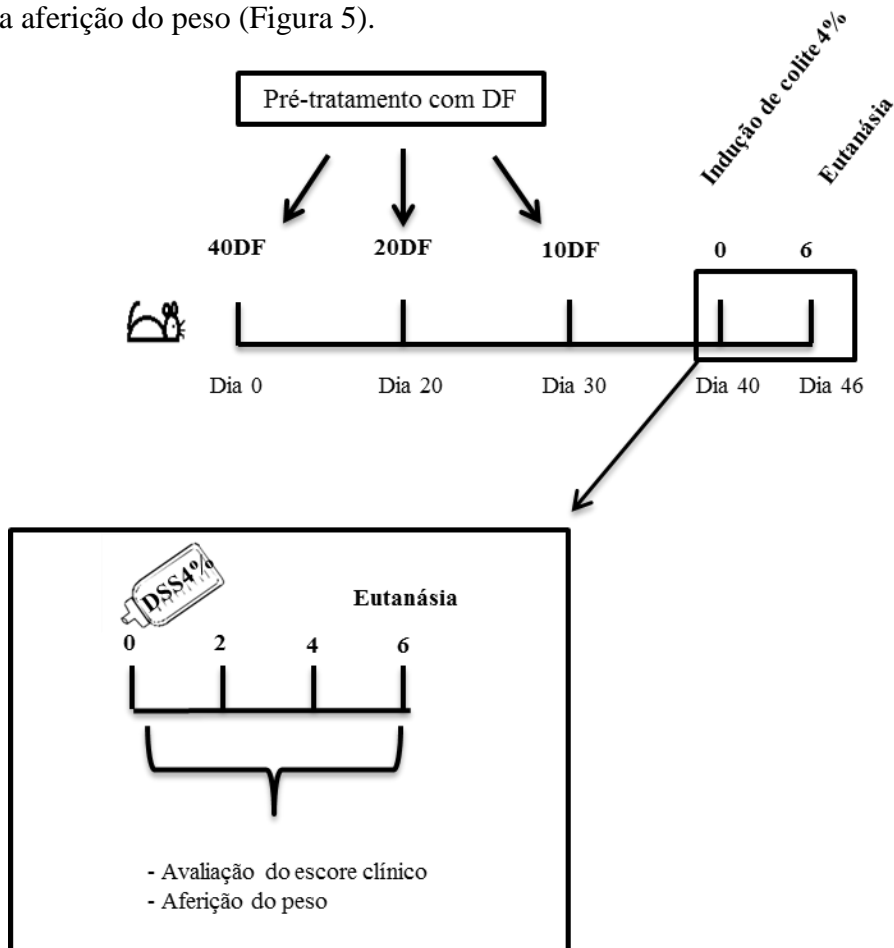 a aferição do peso (Figura 5).
Indução de colite 4%
Eutanásia
Pré-tratamento com DF
40DF 20DF 10DF 0 6
Dia 0 Dia 20 Dia 30 Dia 40 Dia 46
DSS4%
Eutanásia
0 2 4 6
- Avaliação do escore clínico
- Aferição do peso